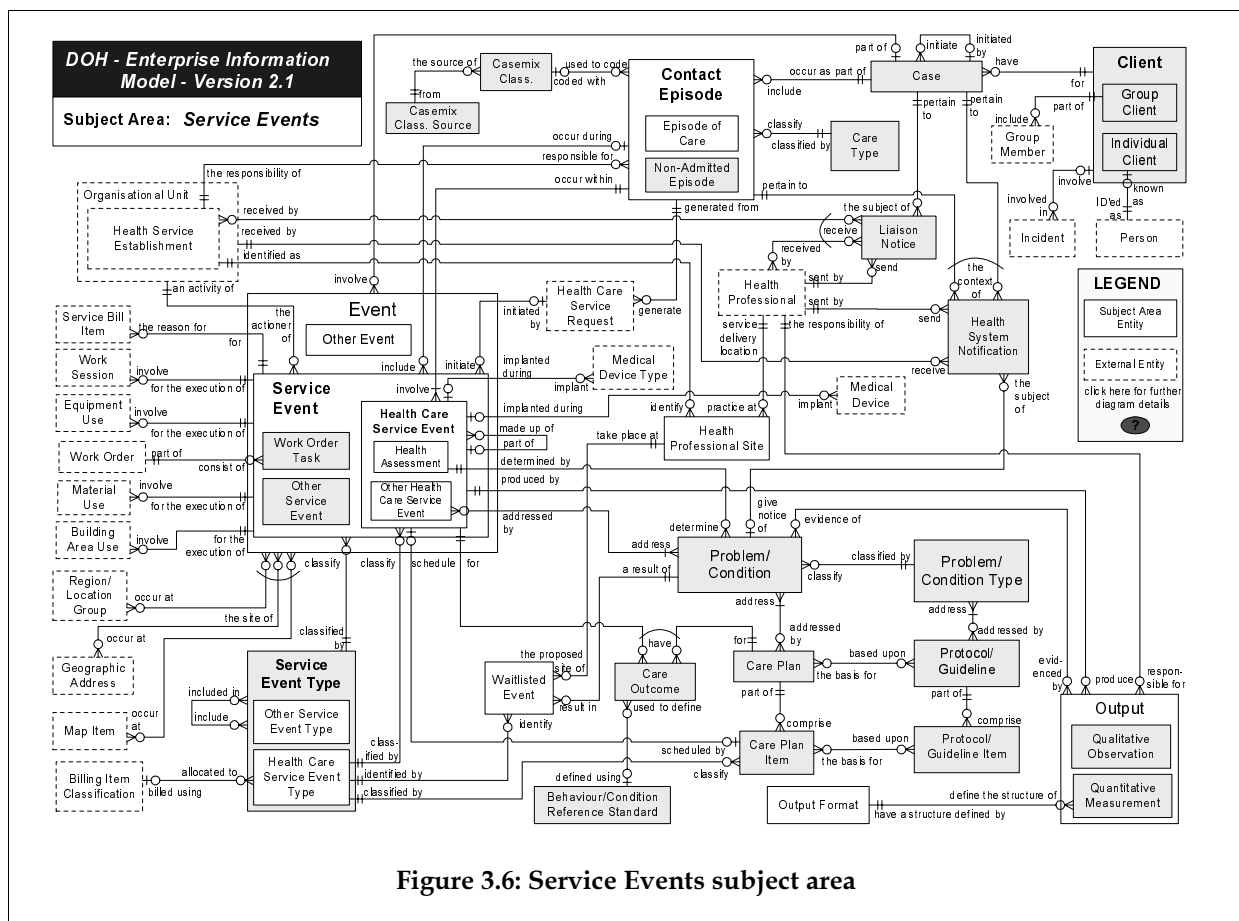 DOH - Enterprise Information
Model - Version 2.1
Subject Area: Service Events
the source of
Casemix
Class.
used to code
coded with
from
Casemix
Class. Source
Contact
Episode
Episode of
Care
Non-Admitted
Episode
occur as part of
include
part of
initiate
initiated
by
Case
have
for
pertain
to
pertain
to
Client
Group
Client
Individual
Client
part of
include
Group
Member
involve
involved
in
Incident
known
as
ID'ed
as
Person
classify
classified by
Care
Type
occur during
responsible for
occur within
the responsibility of
Organisational Unit
Health Service
Establishment
received by
received by
identified as
an activity of
pertain to
generated from
the subject of
receive
Liaison
Notice
received
by
send
sent by
Health
Professional
sent by
the responsibility of
service
delivery
location
the
context
of
send
Health
System
Notification
receive
the
subject
of
LEGEND
Subject Area
Entity
External Entity
click here for further
diagram details
?
involve
Event
Other Event
the
actioner
of
include
initiate
involve
initiated
by
Health Care
Service
Request
generate
Service Bill
Item
the reason for
for
Work
Session
involve
for the execution of
Equipment
Use
involve
for the execution of
Work Order
part of
consist of
Material
Use
involve
for the execution of
Building
Area Use
involve
for the
execution of
Service
Event
Work Order
Task
Other
Service
Event
Health Care
Service Event
Health
Assessment
Other Health
Care Service
Event
implanted
during
implant
Medical
Device Type
implanted during
implant
Medical
Device
made up of
part of
determined by
produced by
addressed
by
identify
practice at
take place at
Health
Professional Site
determine
give
notice
of
evidence of
address
a result of
Problem/
Condition
classified by
classify
Problem/
Condition Type
address
addressed
by
address
addressed by
Region/
Location
Group
occur at
the site of
occur at
Geographic
Address
Map Item
occur
at
classify
schedule
for
classified
by
Service
Event Type
included in
include
Other Service
Event Type
Health Care
Service Event
Type
Billing Item
Classification
allocated to
billed using
class-
ified by
identified by
classified by
Waitlisted
Event
the proposed
site of
result in
identify
have
Care
Outcome
used to define
defined using
Behaviour/Condition
Reference Standard
for
Care Plan
based upon
the basis for
Protocol/
Guideline
part of
comprise
part of
comprise
scheduled by
classify
Care Plan
Item
based upon
the basis for
Protocol/
Guideline Item
evid-
enced
by
produce
respon-
sible for
Output
Qualitative
Observation
Quantitative
Measurement
Output Format
define the structure of
have a structure defined by
Figure 3.6: Service Events subject area